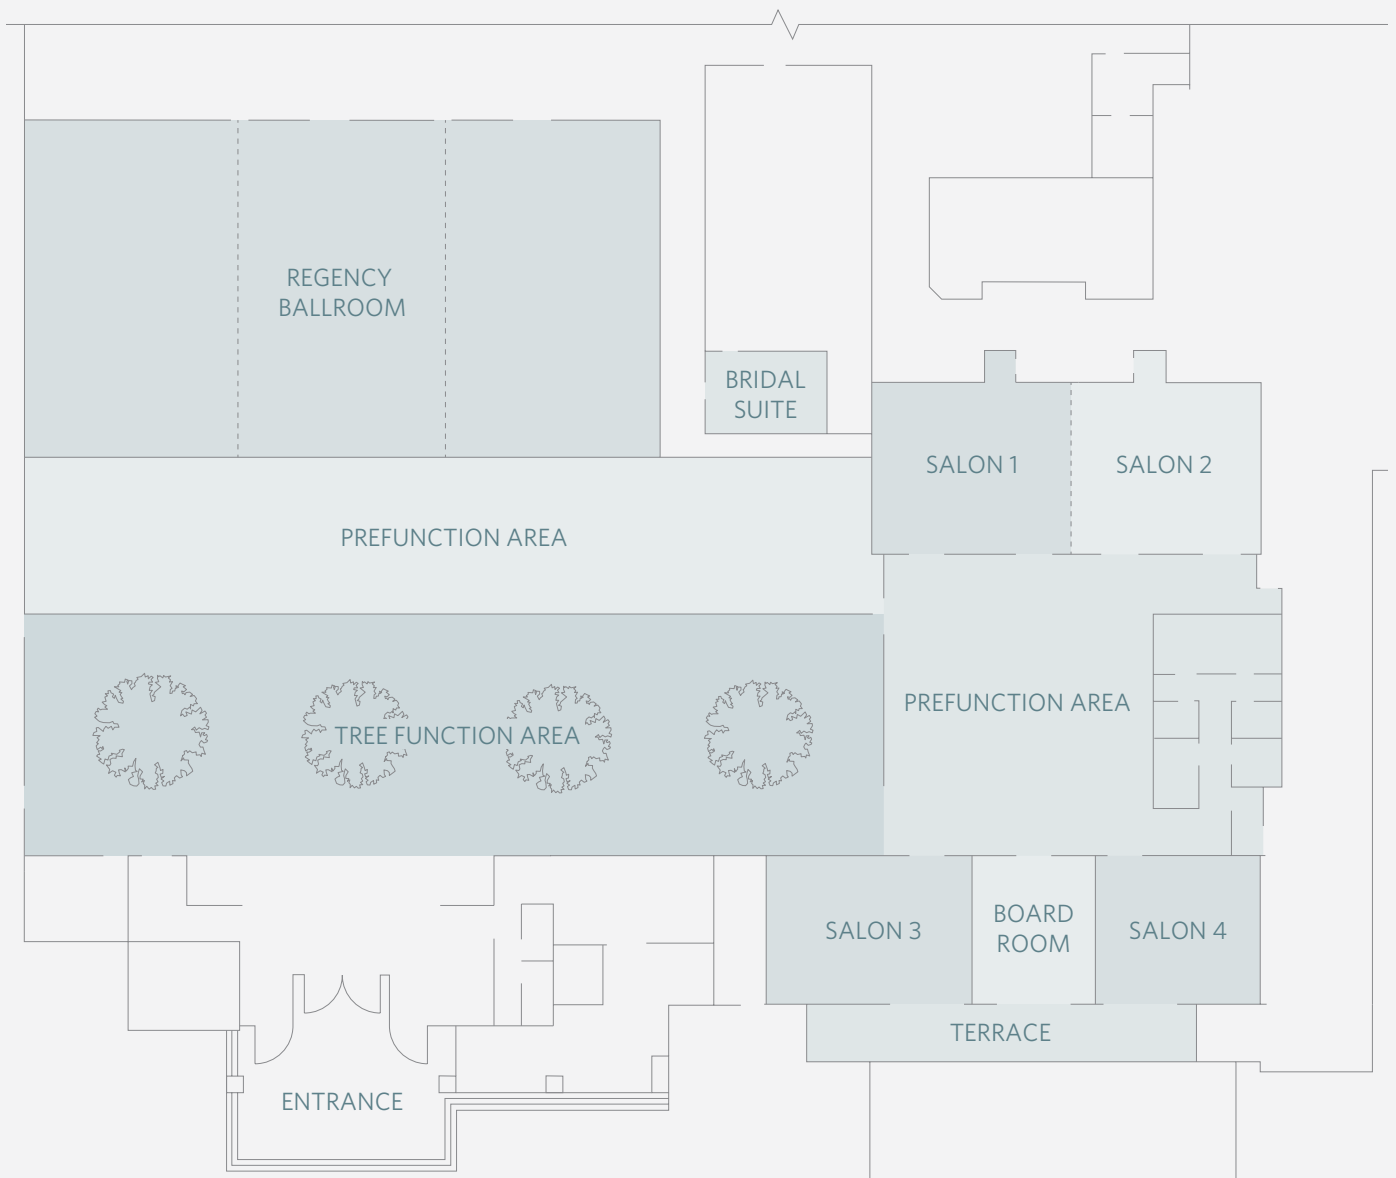 REGENCY
BALLROOM
BRIDAL
SUITE
SALON 1
SALON 2
PREFUNCTION AREA
PREFUNCTION AREA
TREE FUNCTION AREA
SALON 3
BOARD
ROOM
SALON 4
TERRACE
ENTRANCE